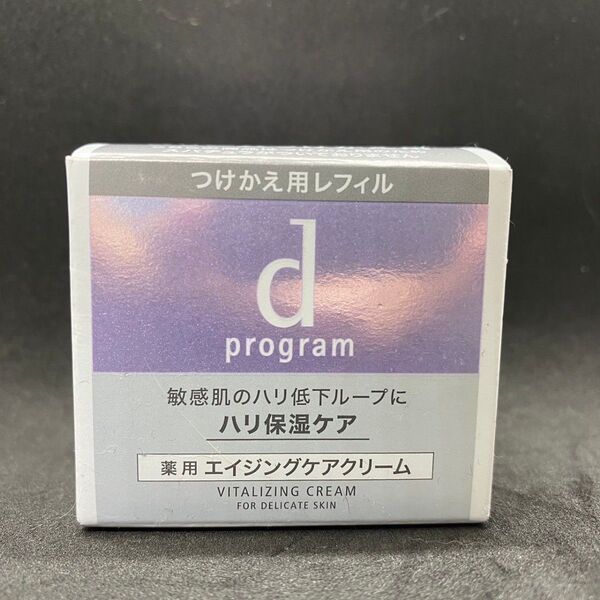 つけかえ用レフィル
d
program
敏感肌のハリ低下ループに
ハリ保湿ケア
薬用 エイジングケアクリーム
VITALIZING CREAM
FOR DELICATE SKIN